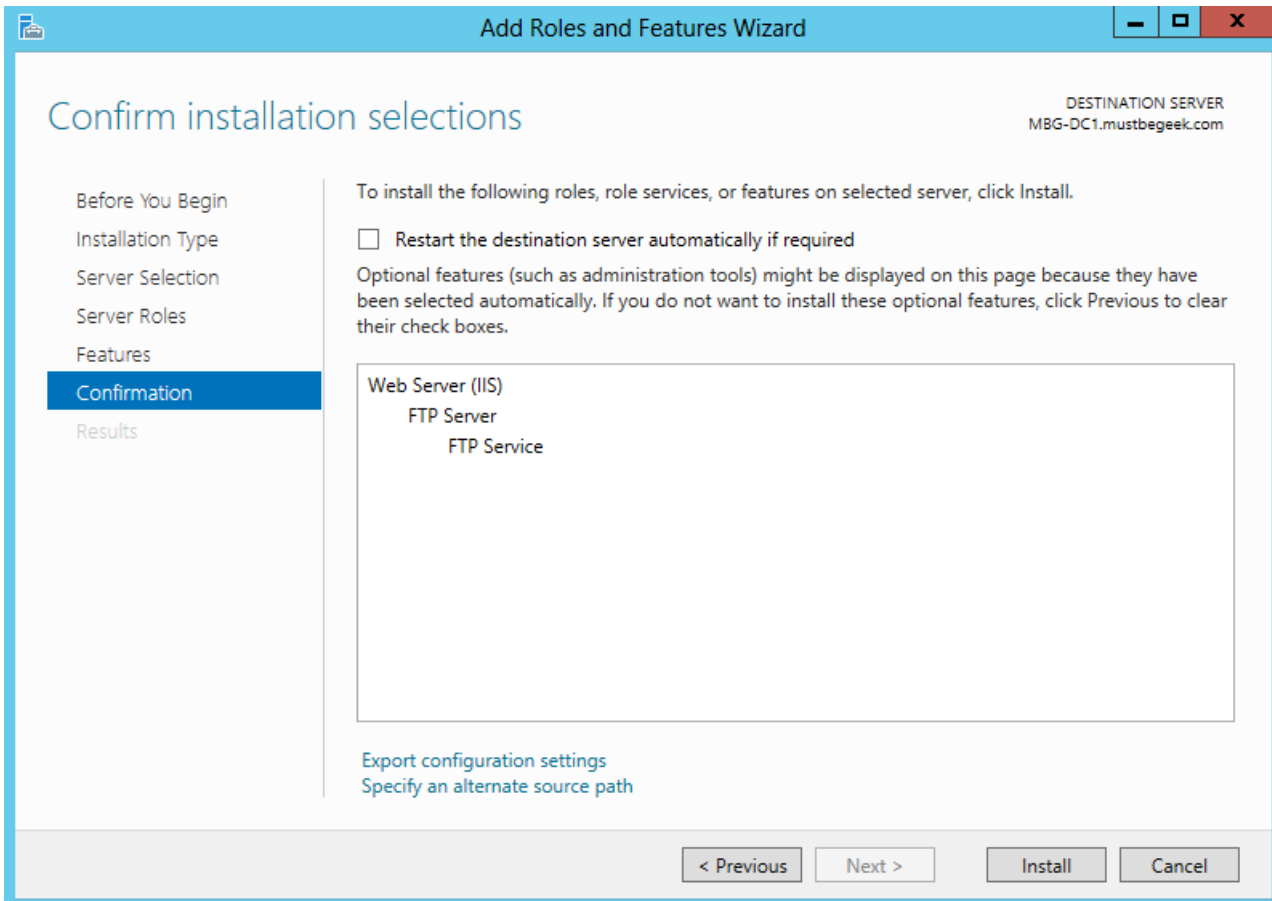 Add Roles and Features Wizard
Confirm installation selections
DESTINATION SERVER
MBG-DC1.mustbegeek.com
Before You Begin
Installation Type
Server Selection
Server Roles
Features
Confirmation
Results
To install the following roles, role services, or features on selected server, click Install.
Restart the destination server automatically if required
Optional features (such as administration tools) might be displayed on this page because they have
been selected automatically. If you do not want to install these optional features, click Previous to clear
their check boxes.
Web Server (IIS)
FTP Server
FTP Service
Export configuration settings
Specify an alternate source path
< Previous
Next >
Install
Cancel